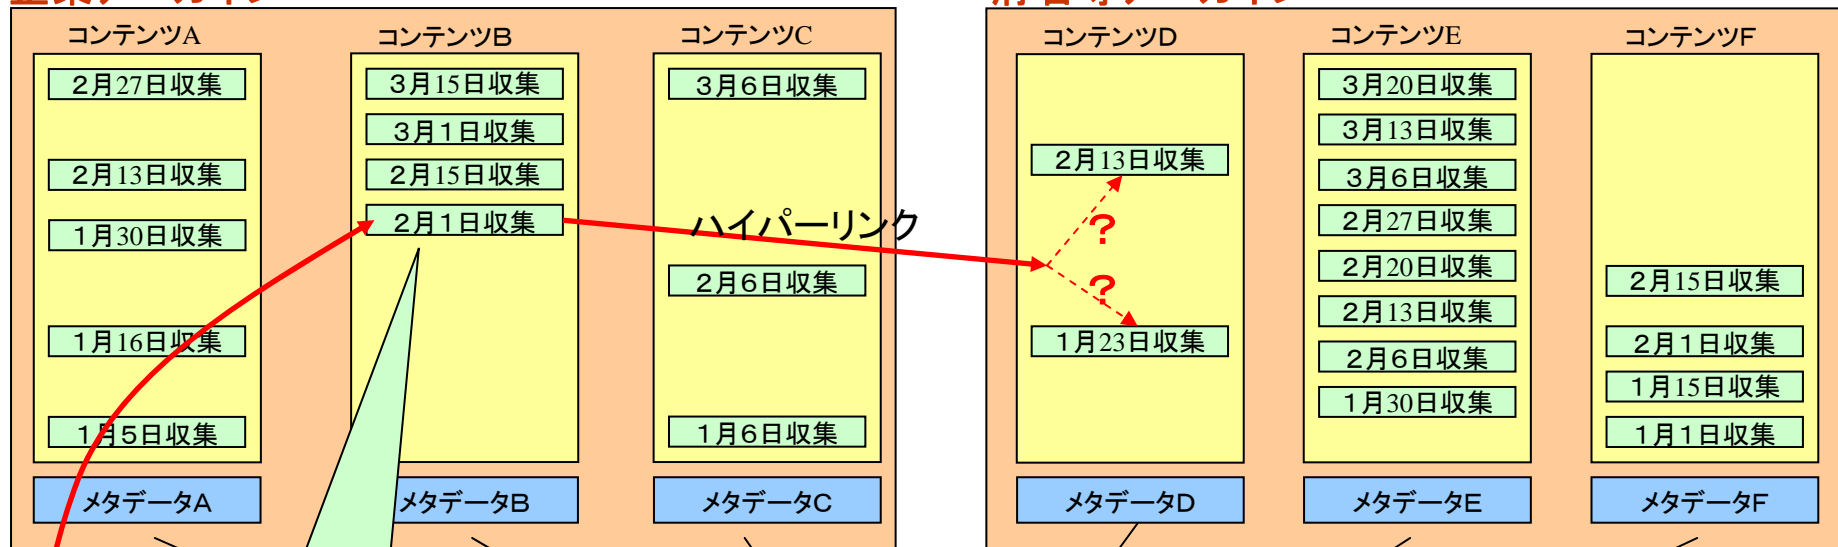 コンテンツA
2月27日収集
2月13日収集
1月30日収集
1月16日収集
1月5日収集
メタデータA
コンテンツB
3月15日収集
3月1日収集
2月15日収集
2月1日収集
メタデータB
コンテンツC
3月6日収集
2月6日収集
1月6日収集
メタデータC
ハイパーリンク
コンテンツD
2月13日収集
?
?
1月23日収集
メタデータD
コンテンツE
3月20日収集
3月13日収集
3月6日収集
2月27日収集
2月20日収集
2月13日収集
2月6日収集
1月30日収集
メタデータE
コンテンツF
2月15日収集
2月1日収集
1月15日収集
1月1日収集
メタデータF